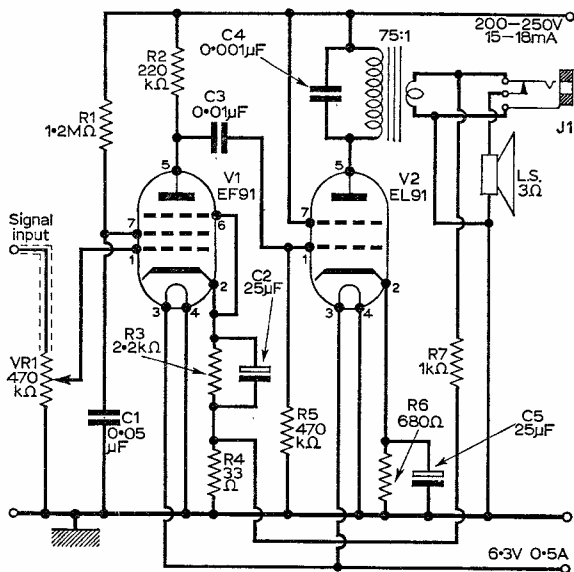 C4
0·001µF
75:1
200–250V
15–18mA
R2
220
kΩ
C3
0·01µF
R1
1·2MΩ
J1
5
V1
EF91
5
V2
EL91
L.S.
3Ω
Signal
input
7
6
1
7
1
2
2
C2
25µF
3
4
3
4
R3
2·2kΩ
VR1
470
kΩ
R7
1kΩ
C1
0·05
µF
R5
470
kΩ
R6
680Ω
C5
25µF
R4
33
Ω
6·3V 0·5A